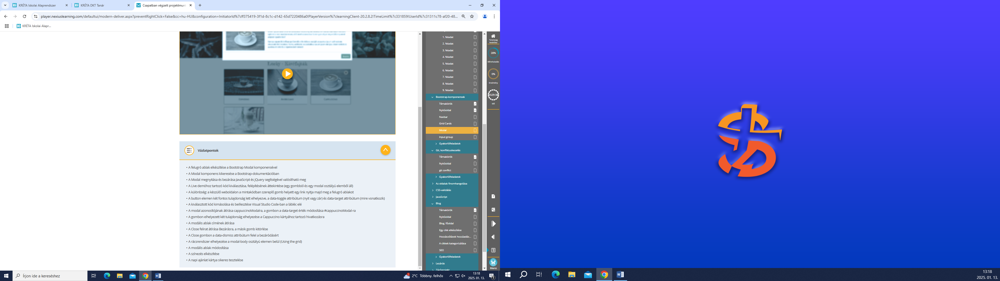 KRÉTA Iskolai Alaprendszer
KRÉTA DKT Tanár
Csapatban végzett projektmun
player.nexiuslearning.com/defaultui/modern-deliver.aspx?preventRightClick=False&cc=hu-HU&configuration=InitiatorId%7cff375419-3f1d-8c1c-d142-65d7220486a0!PlayerVersion%7clearningClient-20.2.8.2!TimeLimit%7c331859!UserId%7c31311c78-af20-48...
KRÉTA Iskolai Alapr...
Vázlatpontok
• A felugró ablak elkészítése a Bootstrap Modal komponensével
• A Modal komponens kikeresése a Bootstrap-dokumentációban
• A Modal megnyitása és bezárása JavaScript és jQuery segítségével valósítható meg
• A Live demóhoz tartozó kód kiválasztása, felépítésének áttekintése (egy gombból és egy modal osztályú elemből áll)
• A különbség: a készülő weboldalon a mintakódban szereplő gomb helyett egy link nyitja majd meg a felugró ablakot
• A button elemen két fontos tulajdonság lett elhelyezve, a data-toggle attribútum (nyit vagy zár) és data-target attribútum (mire vonatkozik)
• A kiválasztott kód kimásolása és beillesztése Visual Studio Code-ban a lábléc elé
• A modal azonosítójának átírása cappuccinoModalra, a gombon a data-target érték módosítása #cappuccinoModal-ra
• A gombon elhelyezett két tulajdonság elhelyezése a Cappuccino kártyához tartozó hivatkozásra
• A modális ablak címének átírása
• A Close felirat átírása Bezárásra, a másik gomb kitörlése
• A Close gombon a data-dismiss attribútum felel a bezáródásért
• A rácsrendszer elhelyezése a modal-body osztályú elemen belül (Using the grid)
• A modális ablak módosítása
• A színezés elkészítése
• A napi ajánlat kártya sikeres tesztelése
1. feladat
2. feladat
3. feladat
4. feladat
5. feladat
6. feladat
7. feladat
8. feladat
9. feladat
Bootstrap-komponensek
Témakörök
Nyitóoldal
Navbar
Grid Cards
Modal
Input group
Gyakorlófeladatok
Git, konfliktuskezelés
Témakörök
Nyitóoldal
git conflict
Gyakorlófeladatok
Az oldalak finomhangolása
CSS-validálás
JavaScript
Blog
Témakörök
Nyitóoldal
Blog, főoldal
Egy cikk elkészítése
Hozzászólások hozzáadás...
A cikkek kategorizálása
SEO
Gyakorlófeladatok
Lezárás
Záróprojekt
Tananyag
bezárása
28%
Előrehaladás
0%
Eredmény
5529:38
Idő
Menü
Írjon ide a kereséshez
2°C Többny. felhős
13:18
2025. 01. 13.
1
13:18
2025. 01. 13.